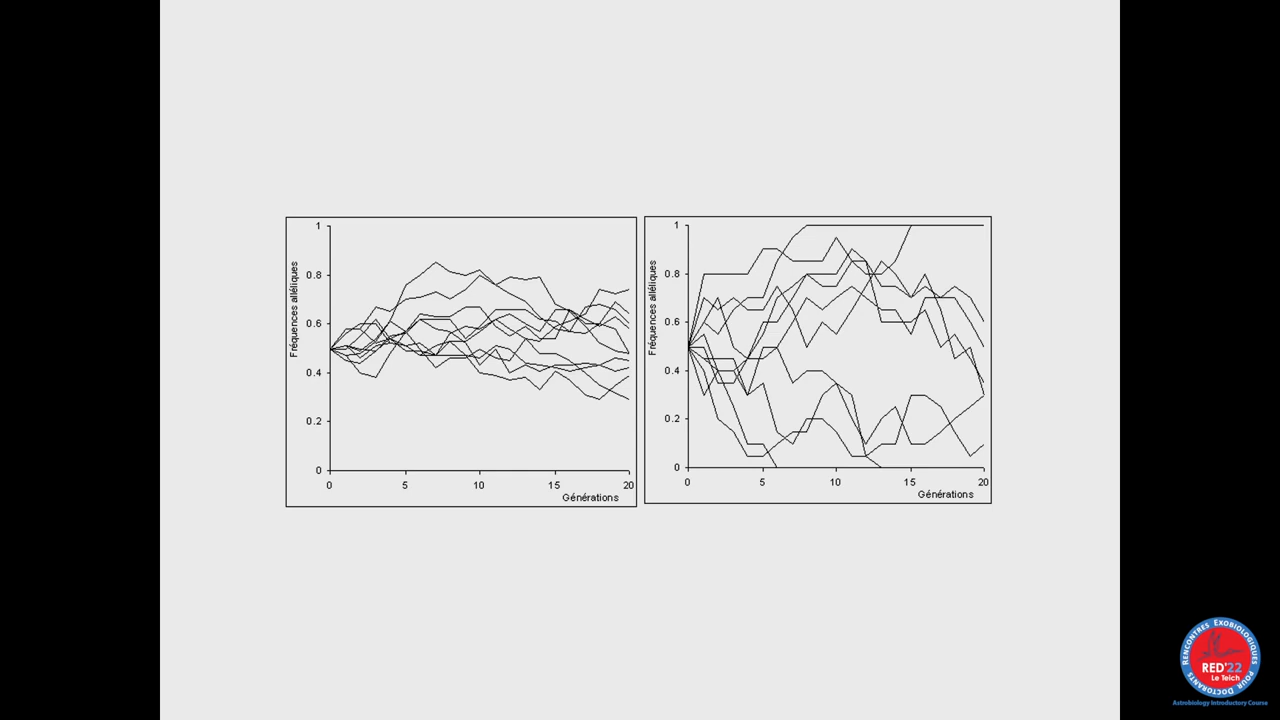 Fréquences alléliques
1
0.8
0.6
0.4
0.2
0
0 5 10 15 20
Générations
Fréquences alléliques
1
0.8
0.6
0.4
0.2
0
0 5 10 15 20
Générations
RENCONTRES EXOBIOLOGIQUES POUR DOCTORANTS
RED'22
Le Teich
Astrobiology Introductory Course